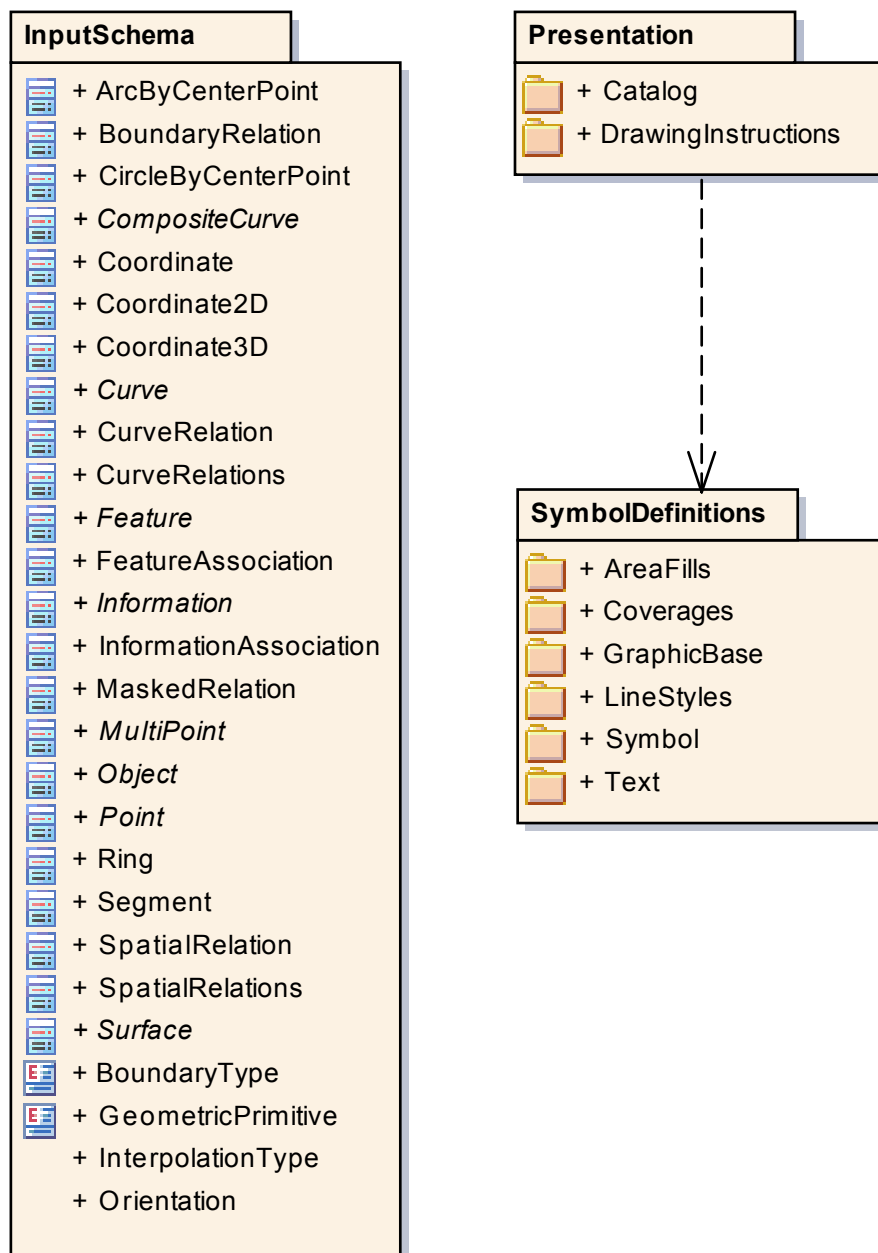 InputSchema
+ ArcByCenterPoint
+ BoundaryRelation
+ CircleByCenterPoint
+ CompositeCurve
+ Coordinate
+ Coordinate2D
+ Coordinate3D
+ Curve
+ CurveRelation
+ CurveRelations
+ Feature
+ FeatureAssociation
+ Information
+ InformationAssociation
+ MaskedRelation
+ MultiPoint
+ Object
+ Point
+ Ring
+ Segment
+ SpatialRelation
+ SpatialRelations
+ Surface
+ BoundaryType
+ GeometricPrimitive
+ InterpolationType
+ Orientation
Presentation
+ Catalog
+ DrawingInstructions
SymbolDefinitions
+ AreaFills
+ Coverages
+ GraphicBase
+ LineStyles
+ Symbol
+ Text